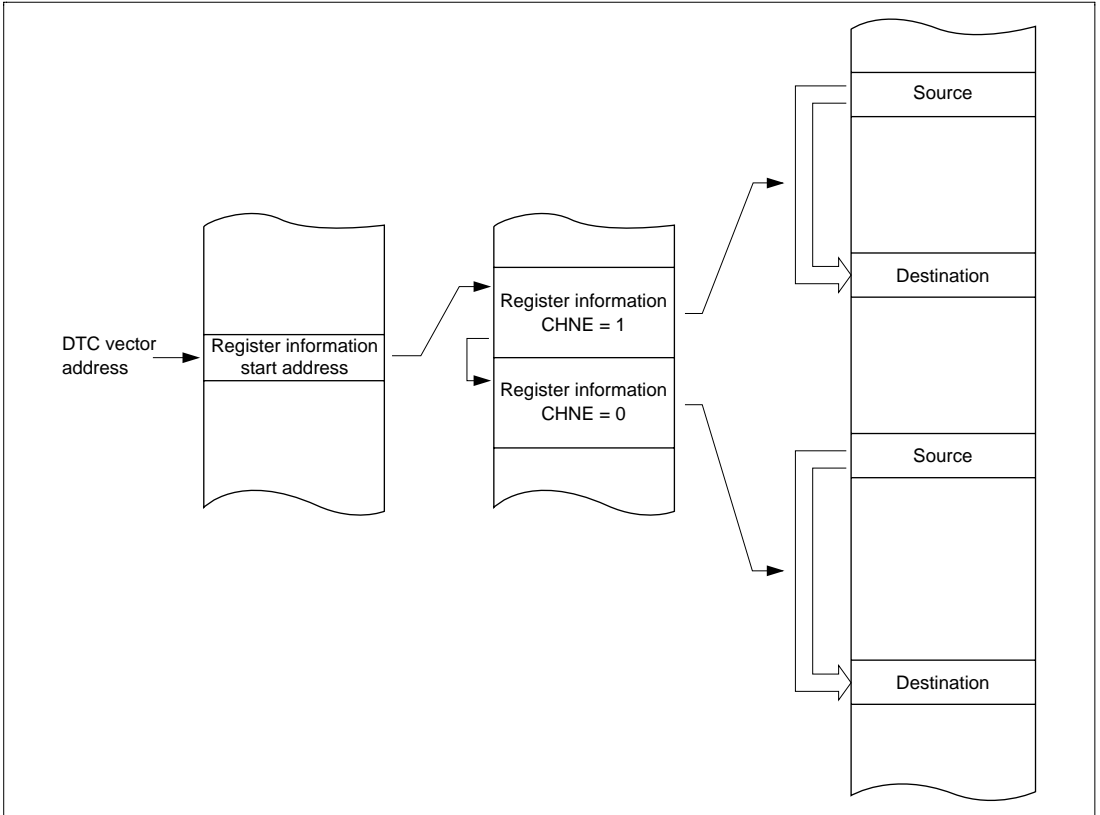 DTC vector
address
Register information
start address
Register information
CHNE = 1
Register information
CHNE = 0
Source
Destination
Source
Destination